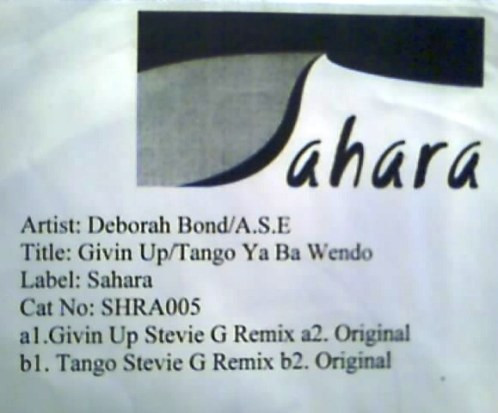 Sahara
Artist: Deborah Bond/A.S.E
Title: Givin Up/Tango Ya Ba Wendo
Label: Sahara
Cat No: SHRA005
a1.Givin Up Stevie G Remix a2. Original
b1. Tango Stevie G Remix b2. Original